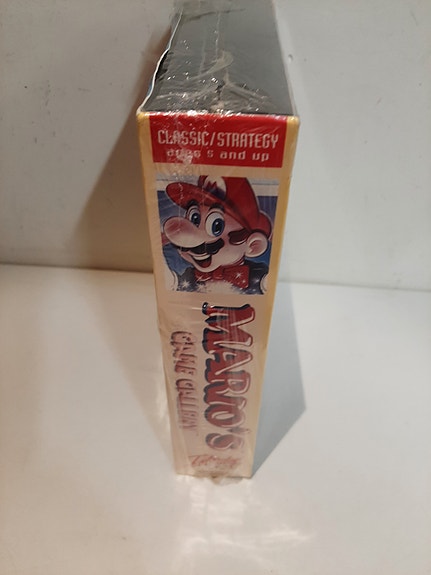 CLASSIC/STRATEGY
ages 5 and up
MARIO'S
GAME GALLERY